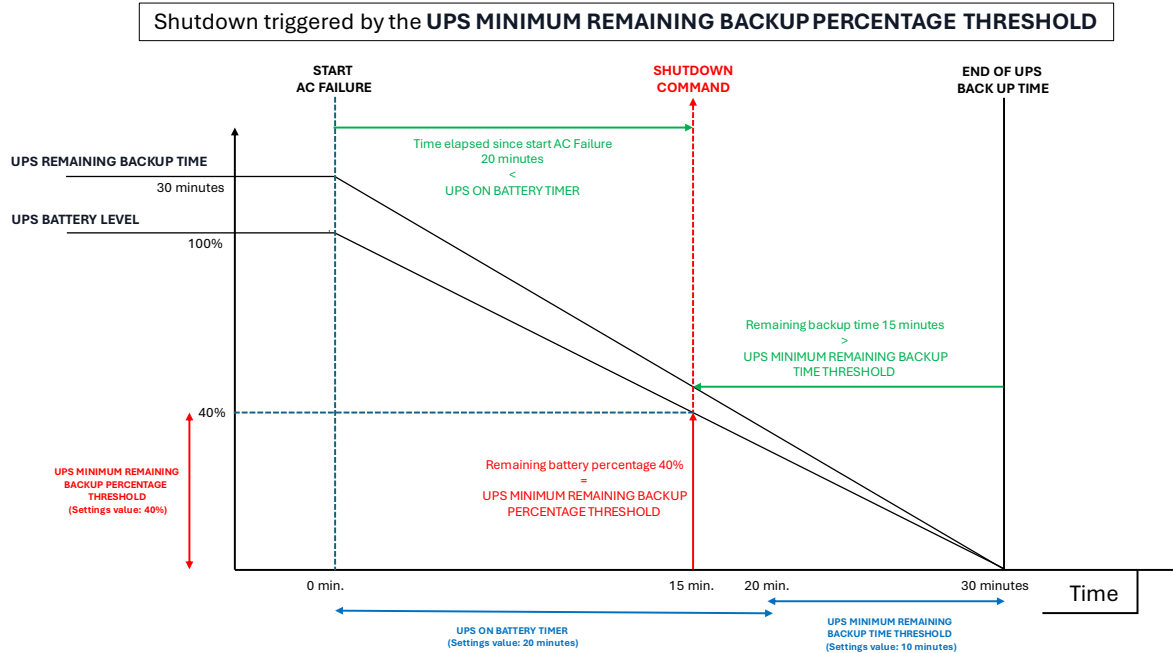 Shutdown triggered by the UPS MINIMUM REMAINING BACKUP PERCENTAGE THRESHOLD
START
AC FAILURE
SHUTDOWN
COMMAND
END OF UPS
BACK UP TIME
Time elapsed since start AC Failure
20 minutes
<
UPS ON BATTERY TIMER
UPS REMAINING BACKUP TIME
30 minutes
UPS BATTERY LEVEL
100%
Remaining backup time 15 minutes
>
UPS MINIMUM REMAINING BACKUP
TIME THRESHOLD
40%
UPS MINIMUM REMAINING
BACKUP PERCENTAGE
THRESHOLD
(Settings value: 40%)
Remaining battery percentage 40%
=
UPS MINIMUM REMAINING BACKUP
PERCENTAGE THRESHOLD
0 min.
15 min.
20 min.
30 minutes
Time
UPS ON BATTERY TIMER
(Settings value: 20 minutes)
UPS MINIMUM REMAINING
BACKUP TIME THRESHOLD
(Settings value: 10 minutes)